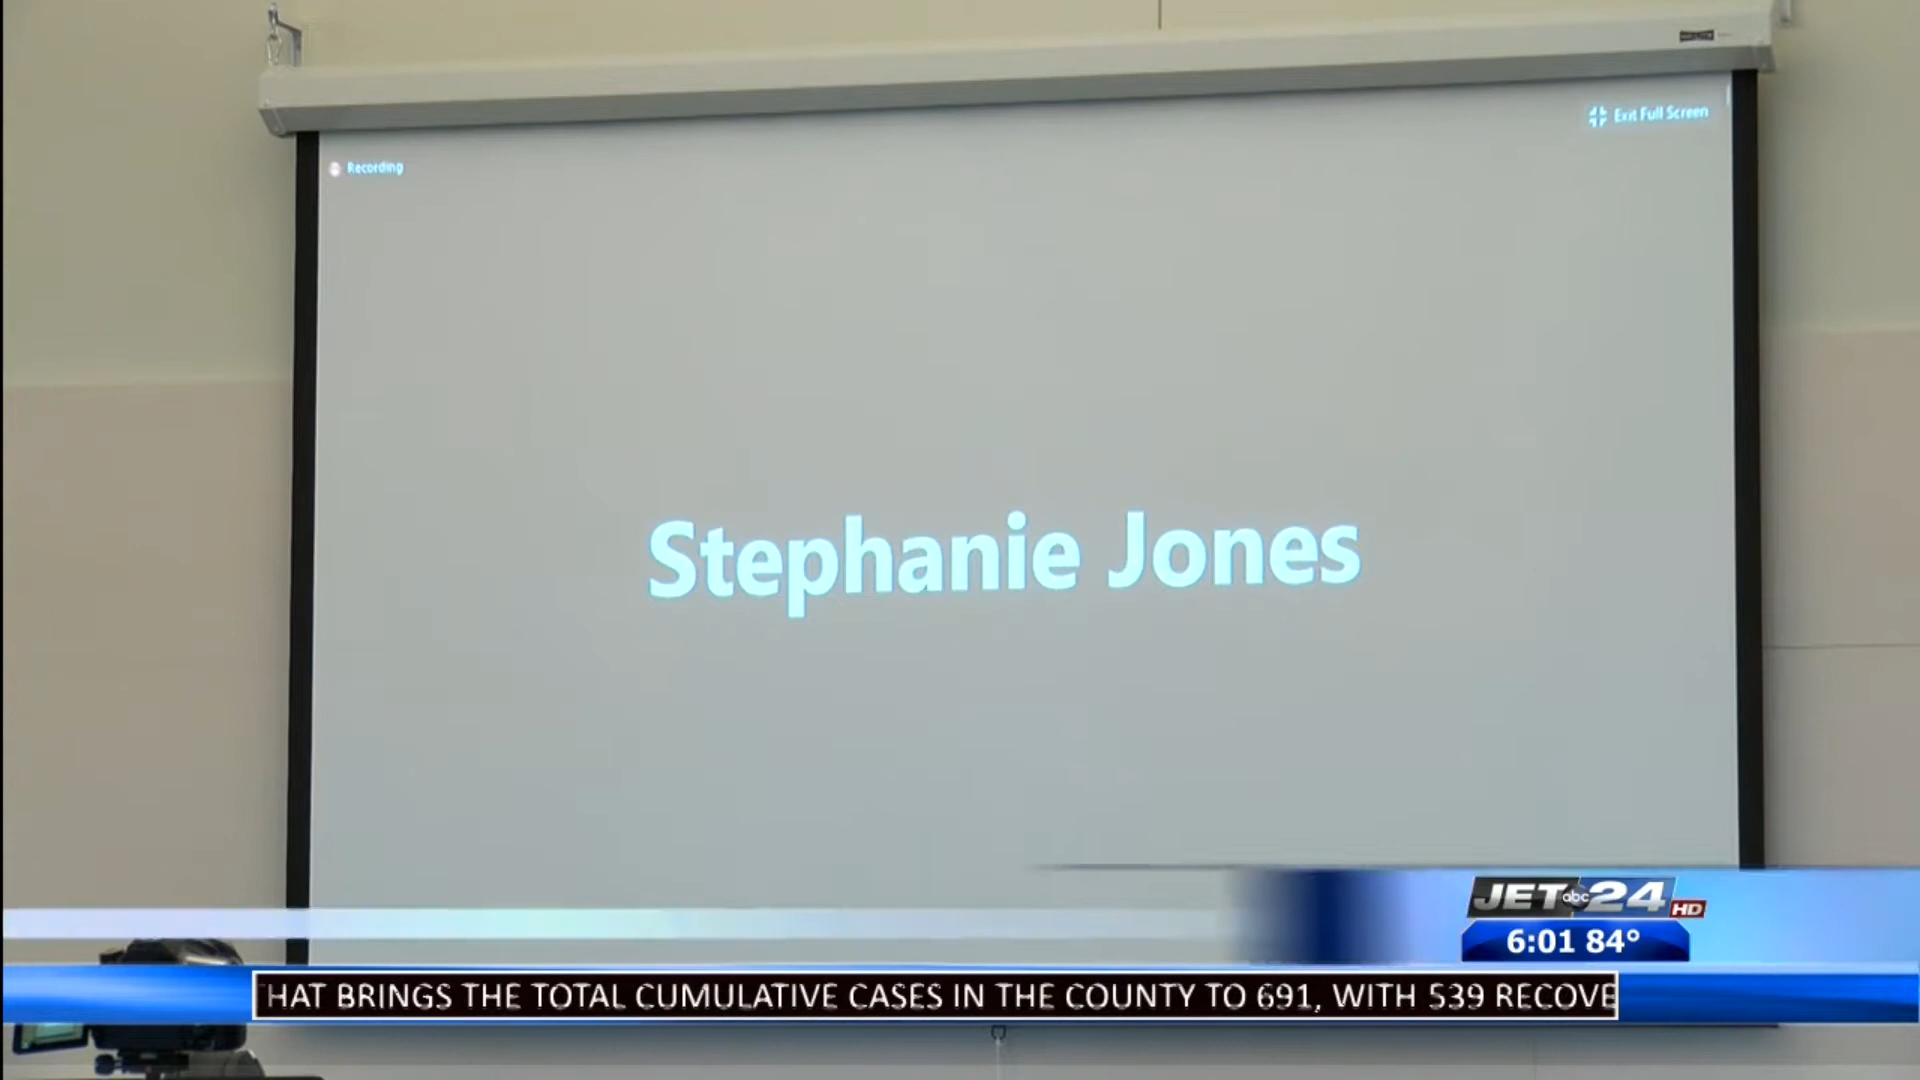 Exit Full Screen
Recording
Stephanie Jones
JET abc 24 HD
6:01 84°
HAT BRINGS THE TOTAL CUMULATIVE CASES IN THE COUNTY TO 691, WITH 539 RECOVE